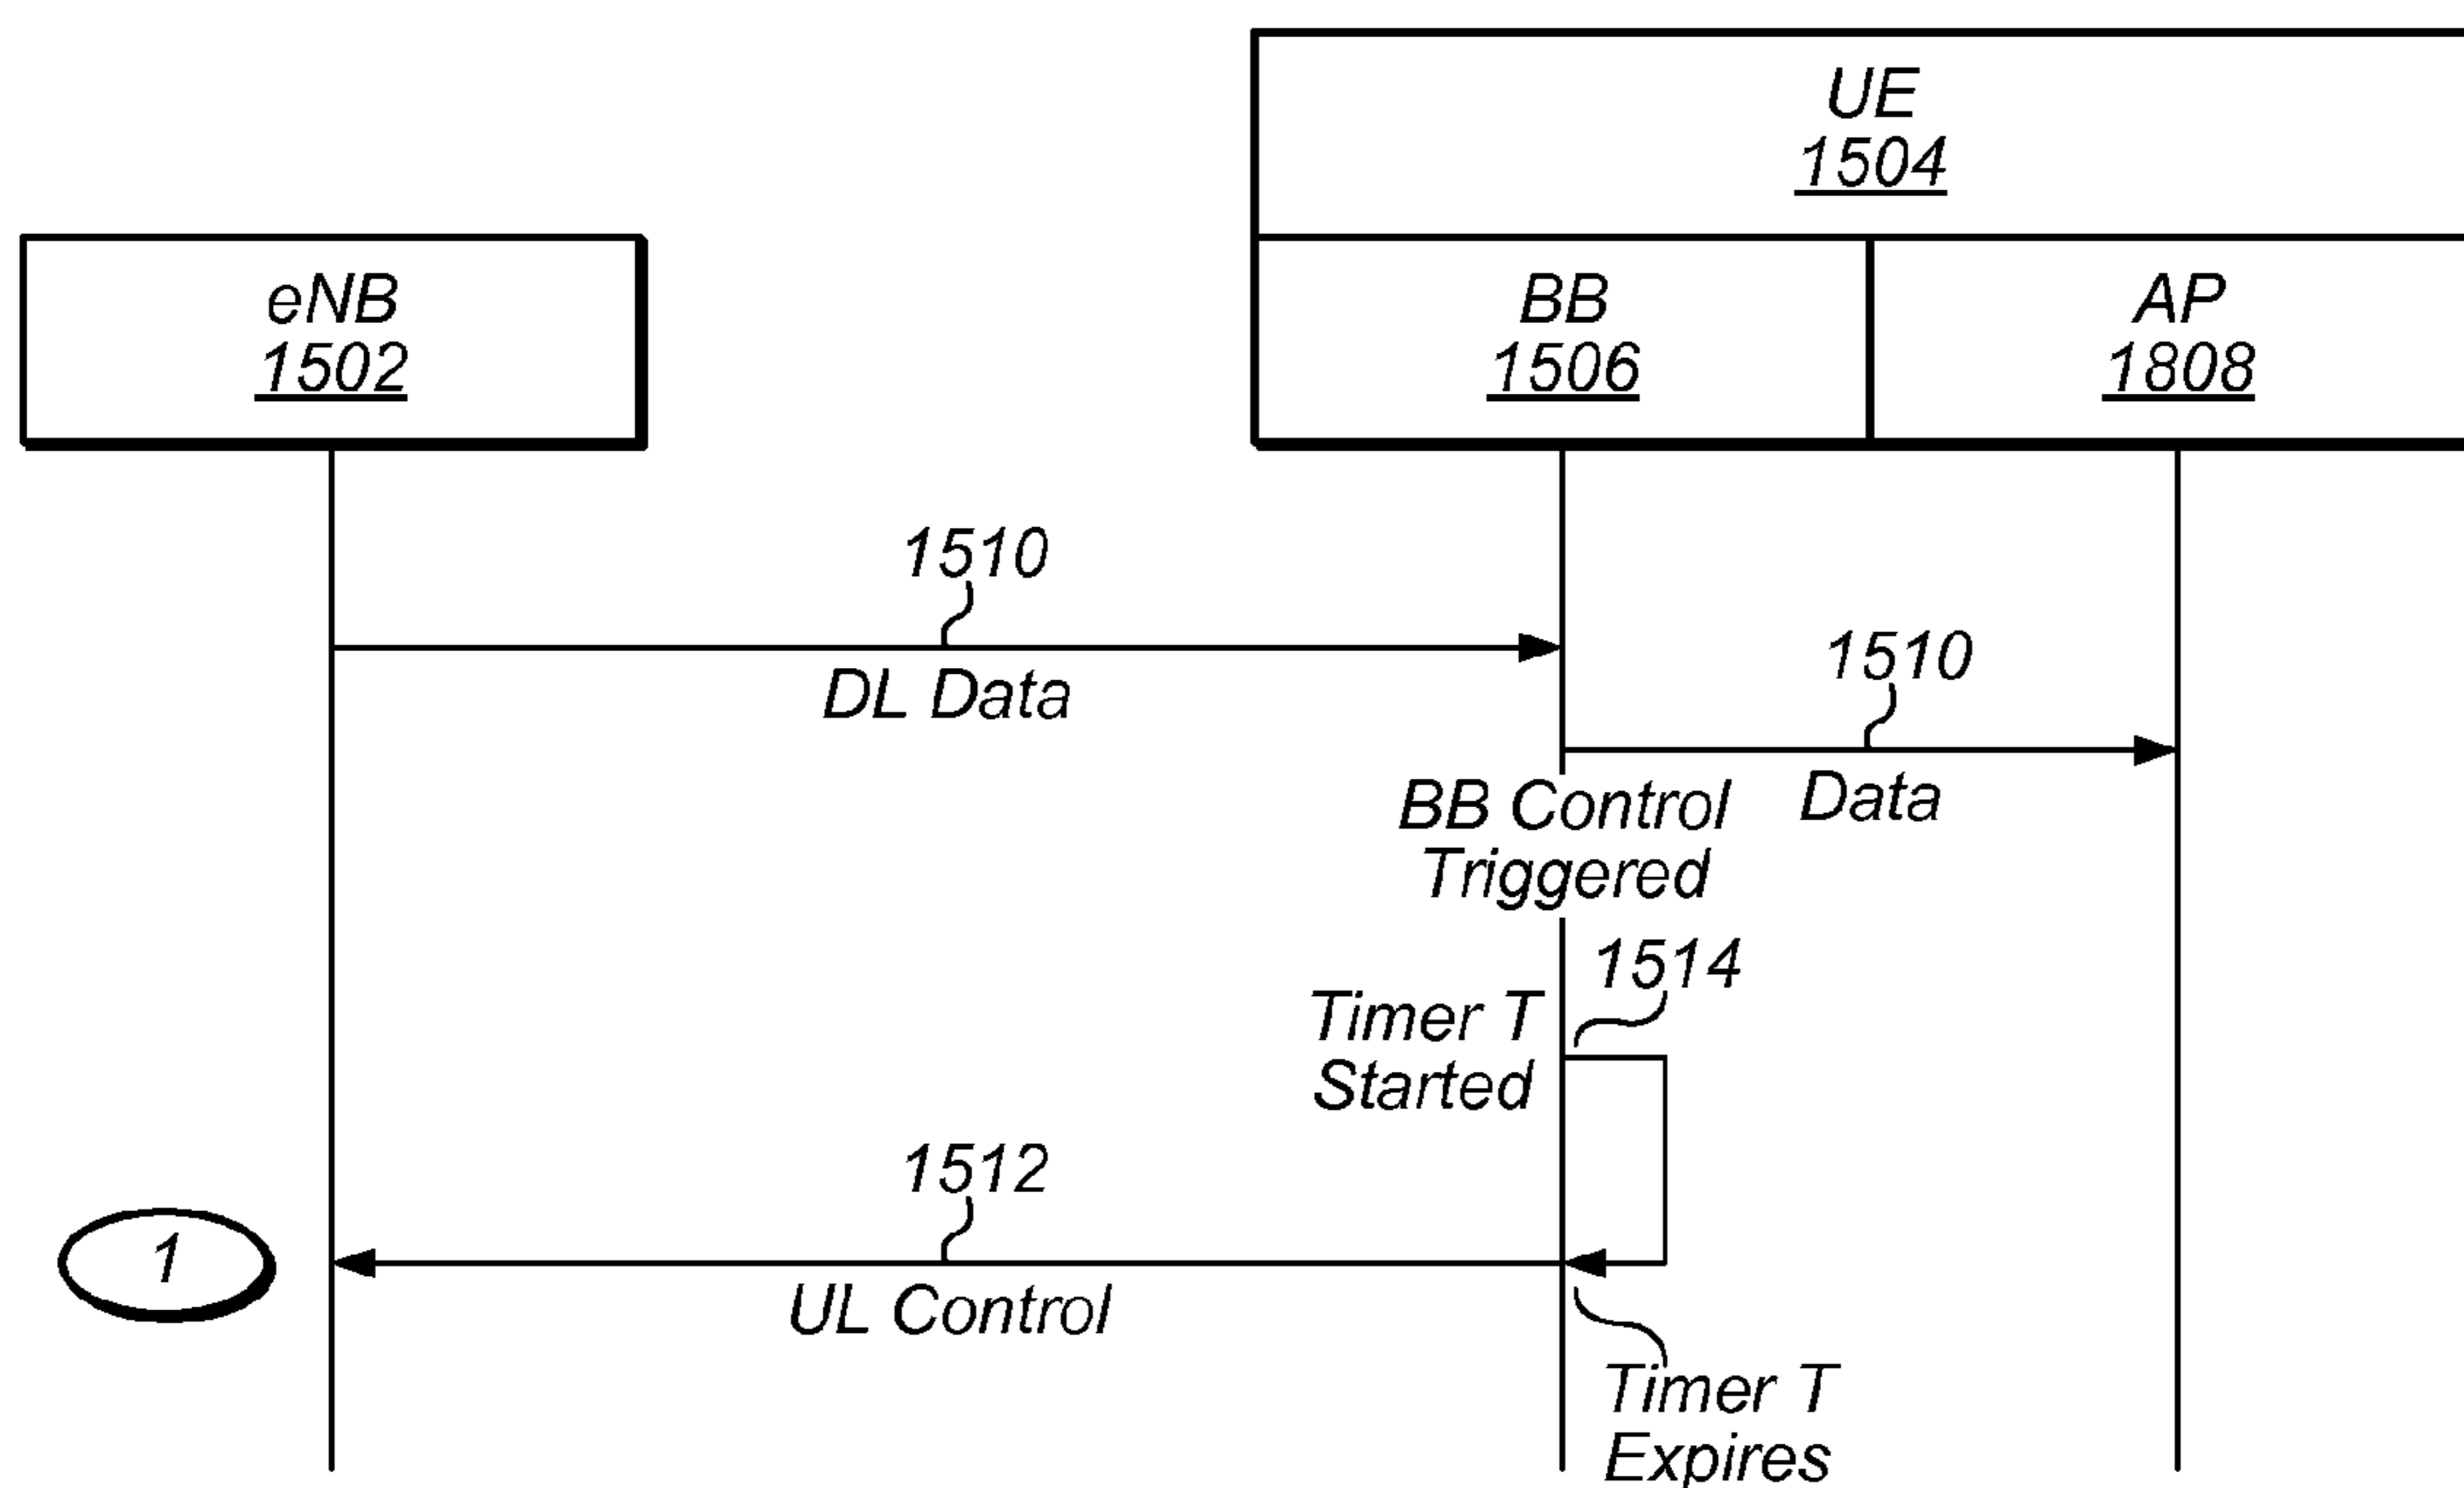 UE
1504
eNB
1502
BB
1506
AP
1808
1510
DL Data
1510
Data
BB Control
Triggered
1514
Timer T
Started
1512
1
UL Control
Timer T
Expires